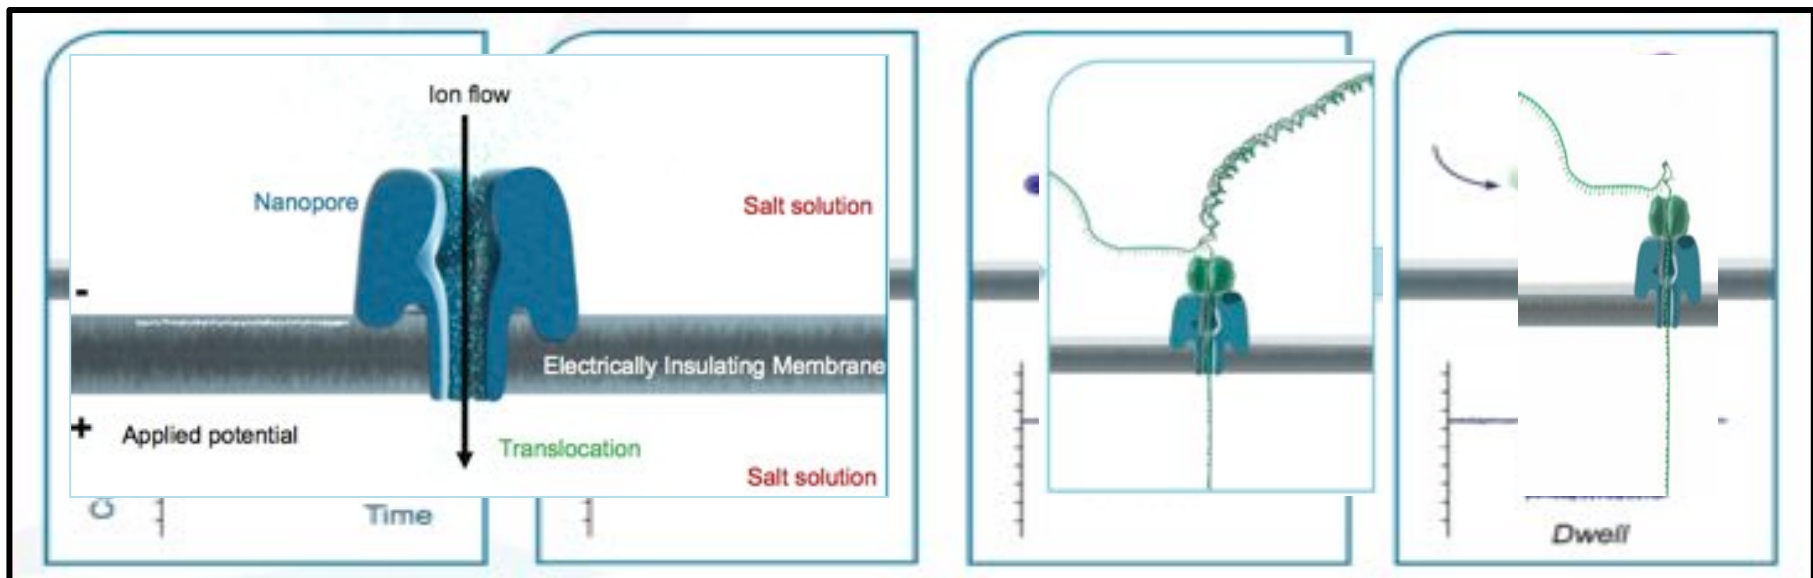 Ion flow
Nanopore
Salt solution
-
Electrically Insulating Membrane
+
Applied potential
Translocation
Salt solution
C
Time
Dwell